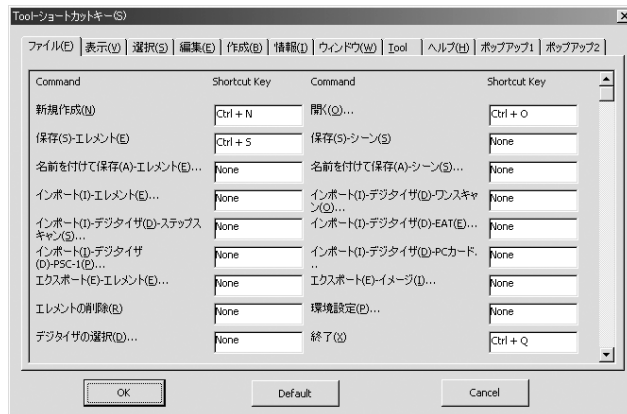 Tool-ショートカットキー(S)
ファイル(F) 表示(V) 選択(S) 編集(E) 作成(B) 情報(I) ウィンドウ(W) Tool ヘルプ(H) ポップアップ1 ポップアップ2
Command Shortcut Key Command Shortcut Key
新規作成(N) Ctrl + N 開く(O)... Ctrl + O
保存(S)-エレメント(E) Ctrl + S 保存(S)-シーン(S) None
名前を付けて保存(A)-エレメント(E)... None 名前を付けて保存(A)-シーン(S)... None
インポート(I)-エレメント(E)... None インポート(I)-デジタイザ(D)-ワンスキャ
ン(O)... None
インポート(I)-デジタイザ(D)-ステップス
キャン(S)... None インポート(I)-デジタイザ(D)-EAT(E)... None
インポート(I)-デジタイザ
(D)-PSC-1(P)... None インポート(I)-デジタイザ(D)-PCカード.
.. None
エクスポート(E)-エレメント(E)... None エクスポート(E)-イメージ(I)... None
エレメントの削除(R) None 環境設定(P)... None
デジタイザの選択(D)... None 終了(X) Ctrl + Q
OK Default Cancel